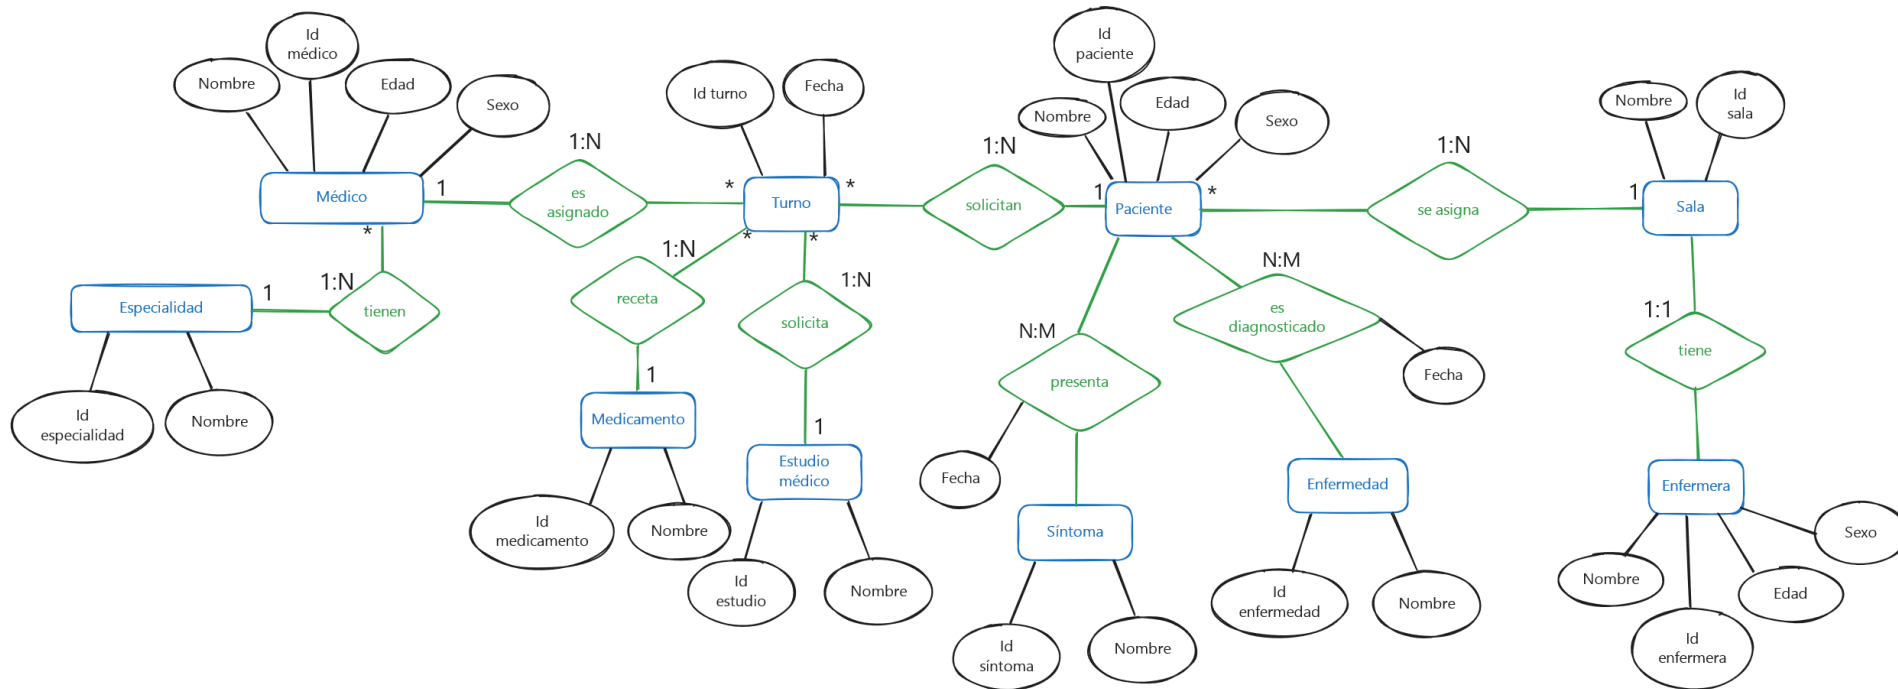 Id
médico
Nombre
Edad
Sexo
Id turno
Fecha
Id
paciente
Nombre
Edad
Sexo
Nombre
Id
sala
1:N
1:N
1:N
Médico
1
es
asignado
*
Turno
*
solicitan
1
Paciente
*
se asigna
1
Sala
*
1:N
*
*
Especialidad
1
1:N
tienen
receta
1:N
solicita
N:M
es
diagnosticado
1:1
tiene
N:M
presenta
Fecha
1
Medicamento
1
Estudio
médico
Id
especialidad
Nombre
Fecha
Enfermedad
Enfermera
Id
medicamento
Nombre
Síntoma
Sexo
Id
estudio
Nombre
Id
enfermedad
Nombre
Nombre
Edad
Id
síntoma
Nombre
Id
enfermera